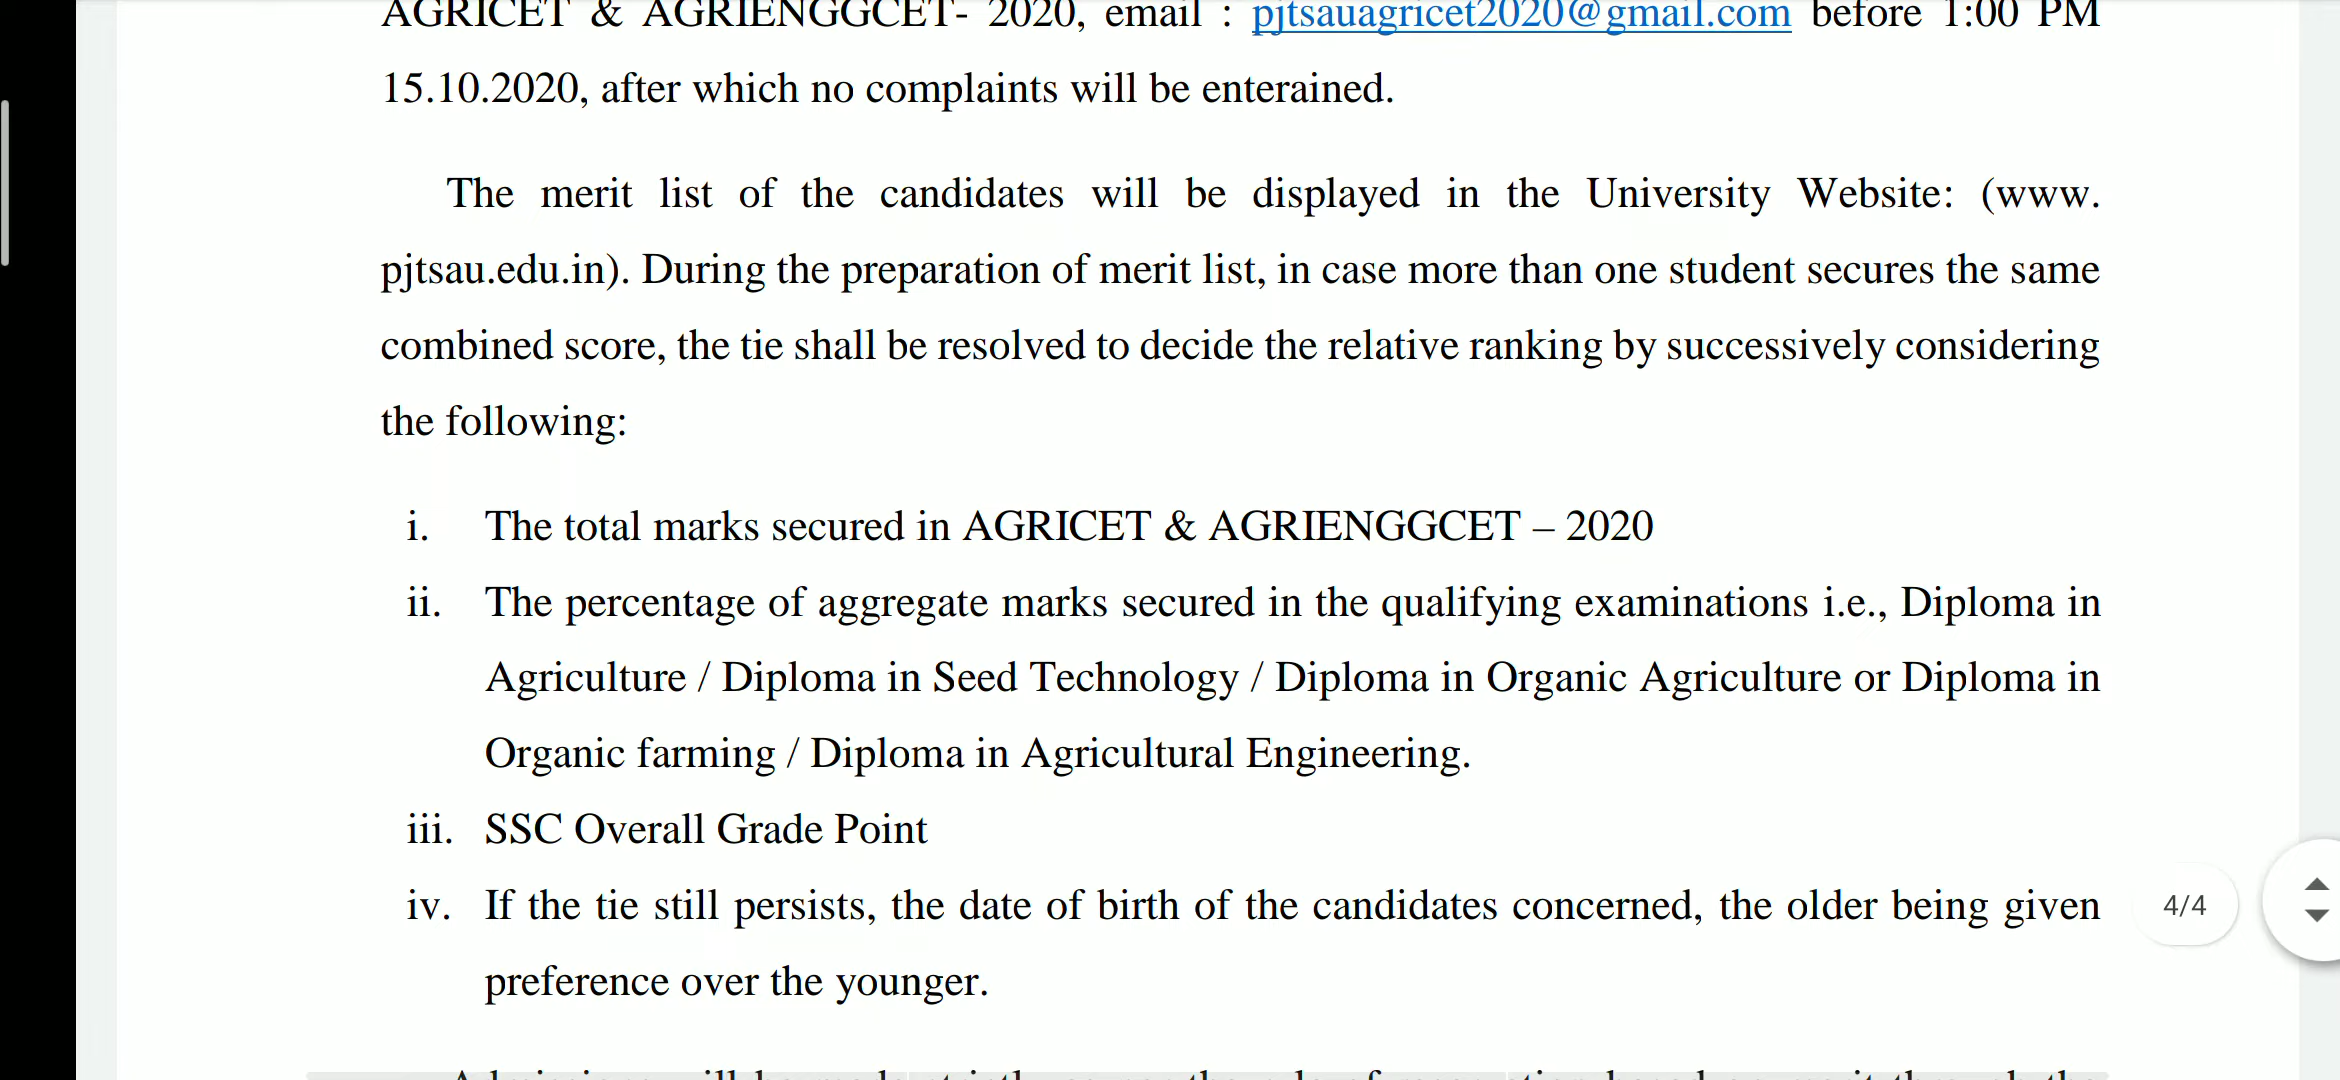 AGRICET & AGRIENGGCET- 2020, email : pjtsauagricet2020@gmail.com before 1:00 PM
15.10.2020, after which no complaints will be enterained.
The merit list of the candidates will be displayed in the University Website: (www.
pjtsau.edu.in). During the preparation of merit list, in case more than one student secures the same
combined score, the tie shall be resolved to decide the relative ranking by successively considering
the following:
i. The total marks secured in AGRICET & AGRIENGGCET – 2020
ii. The percentage of aggregate marks secured in the qualifying examinations i.e., Diploma in
Agriculture / Diploma in Seed Technology / Diploma in Organic Agriculture or Diploma in
Organic farming / Diploma in Agricultural Engineering.
iii. SSC Overall Grade Point
iv. If the tie still persists, the date of birth of the candidates concerned, the older being given
4/4
preference over the younger.